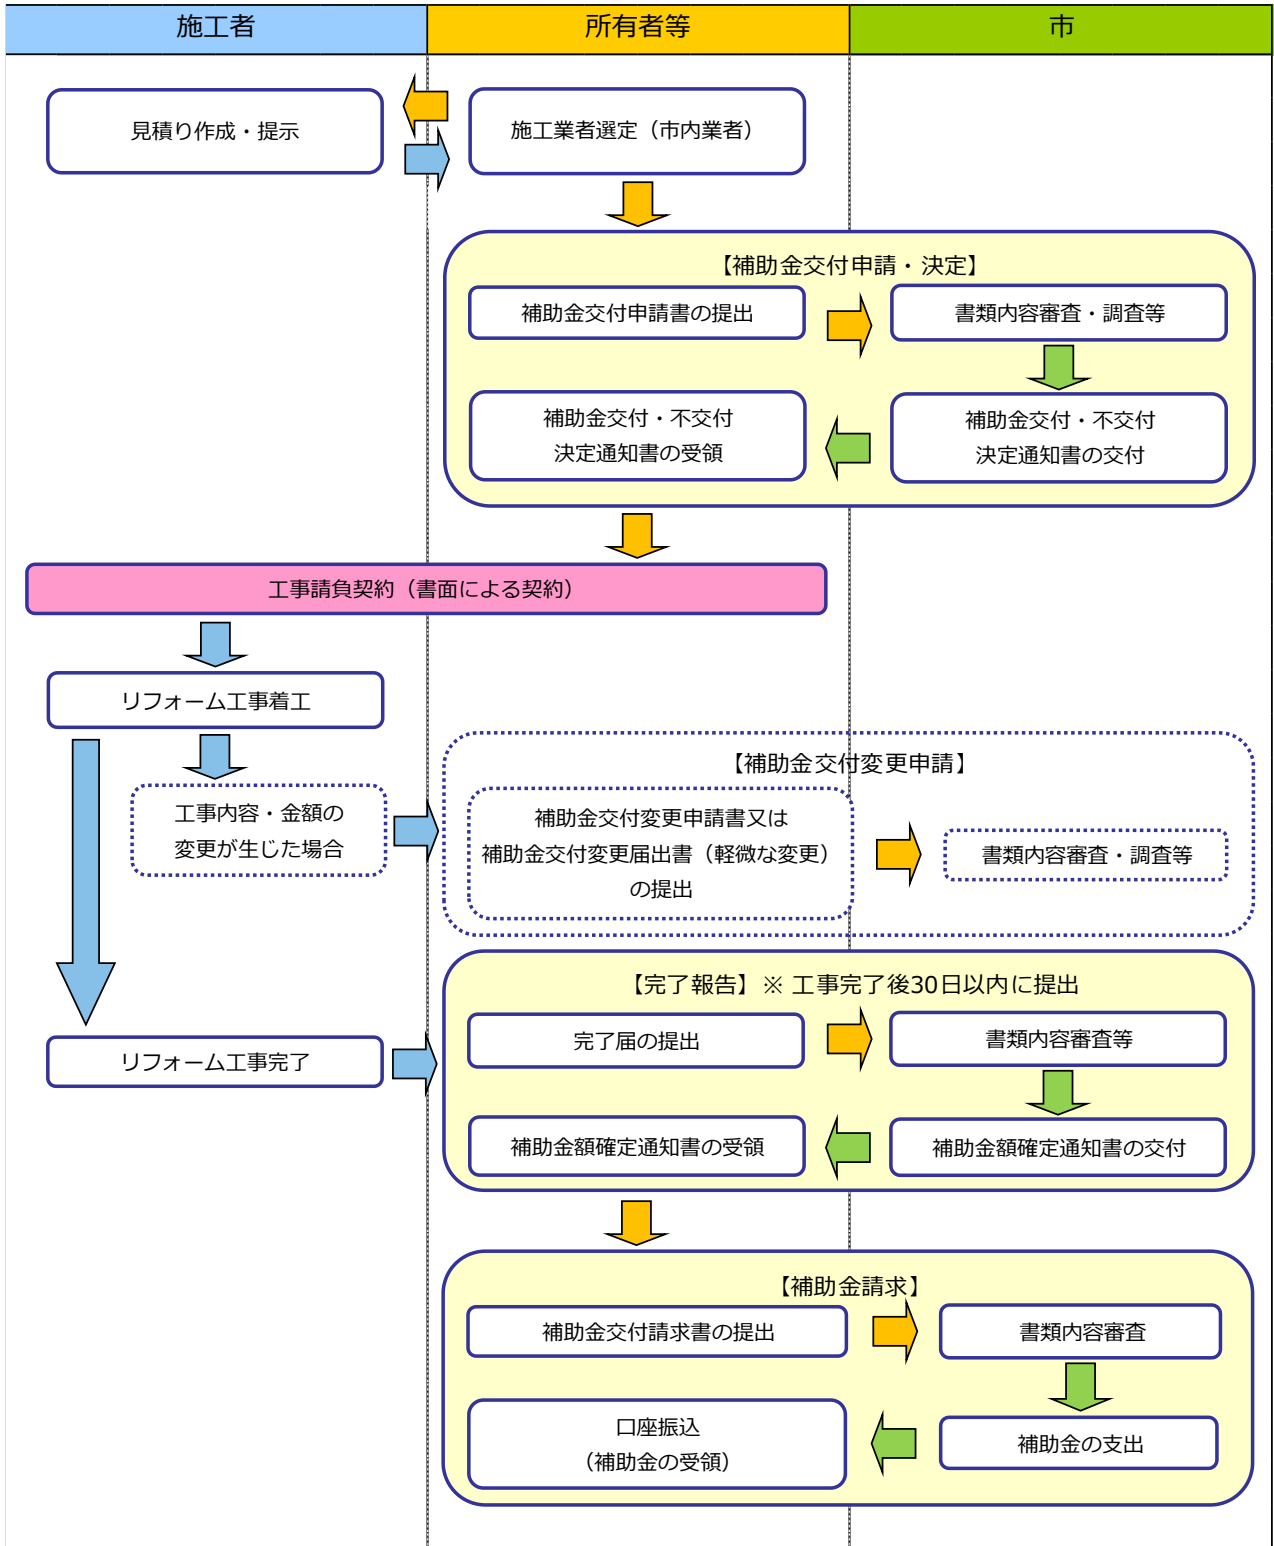 施工者
所有者等
市
見積り作成・提示
施工業者選定（市内業者）
【補助金交付申請・決定】
補助金交付申請書の提出
書類内容審査・調査等
補助金交付・不交付
決定通知書の受領
補助金交付・不交付
決定通知書の交付
工事請負契約（書面による契約）
リフォーム工事着工
工事内容・金額の
変更が生じた場合
【補助金交付変更申請】
補助金交付変更申請書又は
補助金交付変更届出書（軽微な変更）
の提出
書類内容審査・調査等
【完了報告】※ 工事完了後30日以内に提出
完了届の提出
書類内容審査等
リフォーム工事完了
補助金額確定通知書の受領
補助金額確定通知書の交付
【補助金請求】
補助金交付請求書の提出
書類内容審査
口座振込
（補助金の受領）
補助金の支出